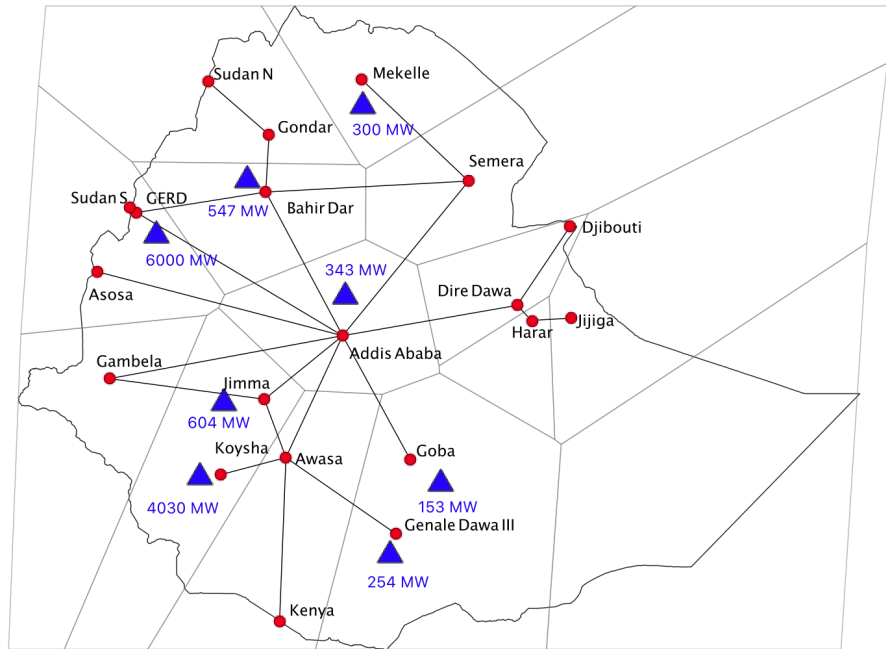 Sudan N
Mekelle
300 MW
Gondar
Semera
Sudan S
GERD
547 MW
Bahir Dar
Djibouti
6000 MW
343 MW
Asosa
Dire Dawa
Harar
Jijiga
Addis Ababa
Gambela
Jimma
604 MW
Koysha
Awasa
Goba
4030 MW
153 MW
Genale Dawa III
254 MW
Kenya